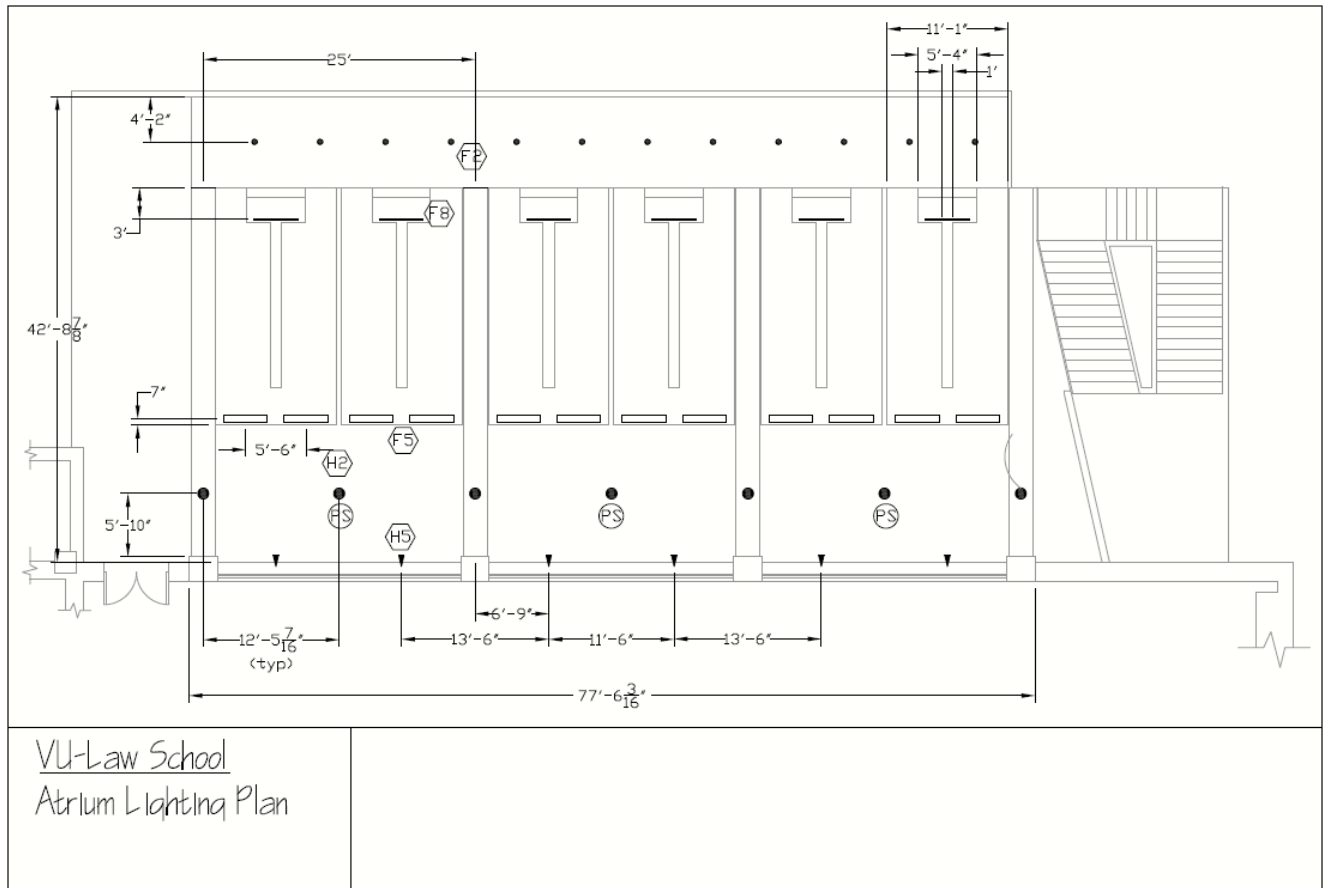 11'-1"
25'
5'-4"
1'
4'-2"
F2
F8
3'
42'-8 7/8"
7"
F5
5'-6"
H2
5'-10"
PS
PS
PS
H5
6'-9"
12'-5 7/16"
13'-6"
11'-6"
13'-6"
(typ)
77'-6 3/16"
VU-Law School
Atrium Lighting Plan